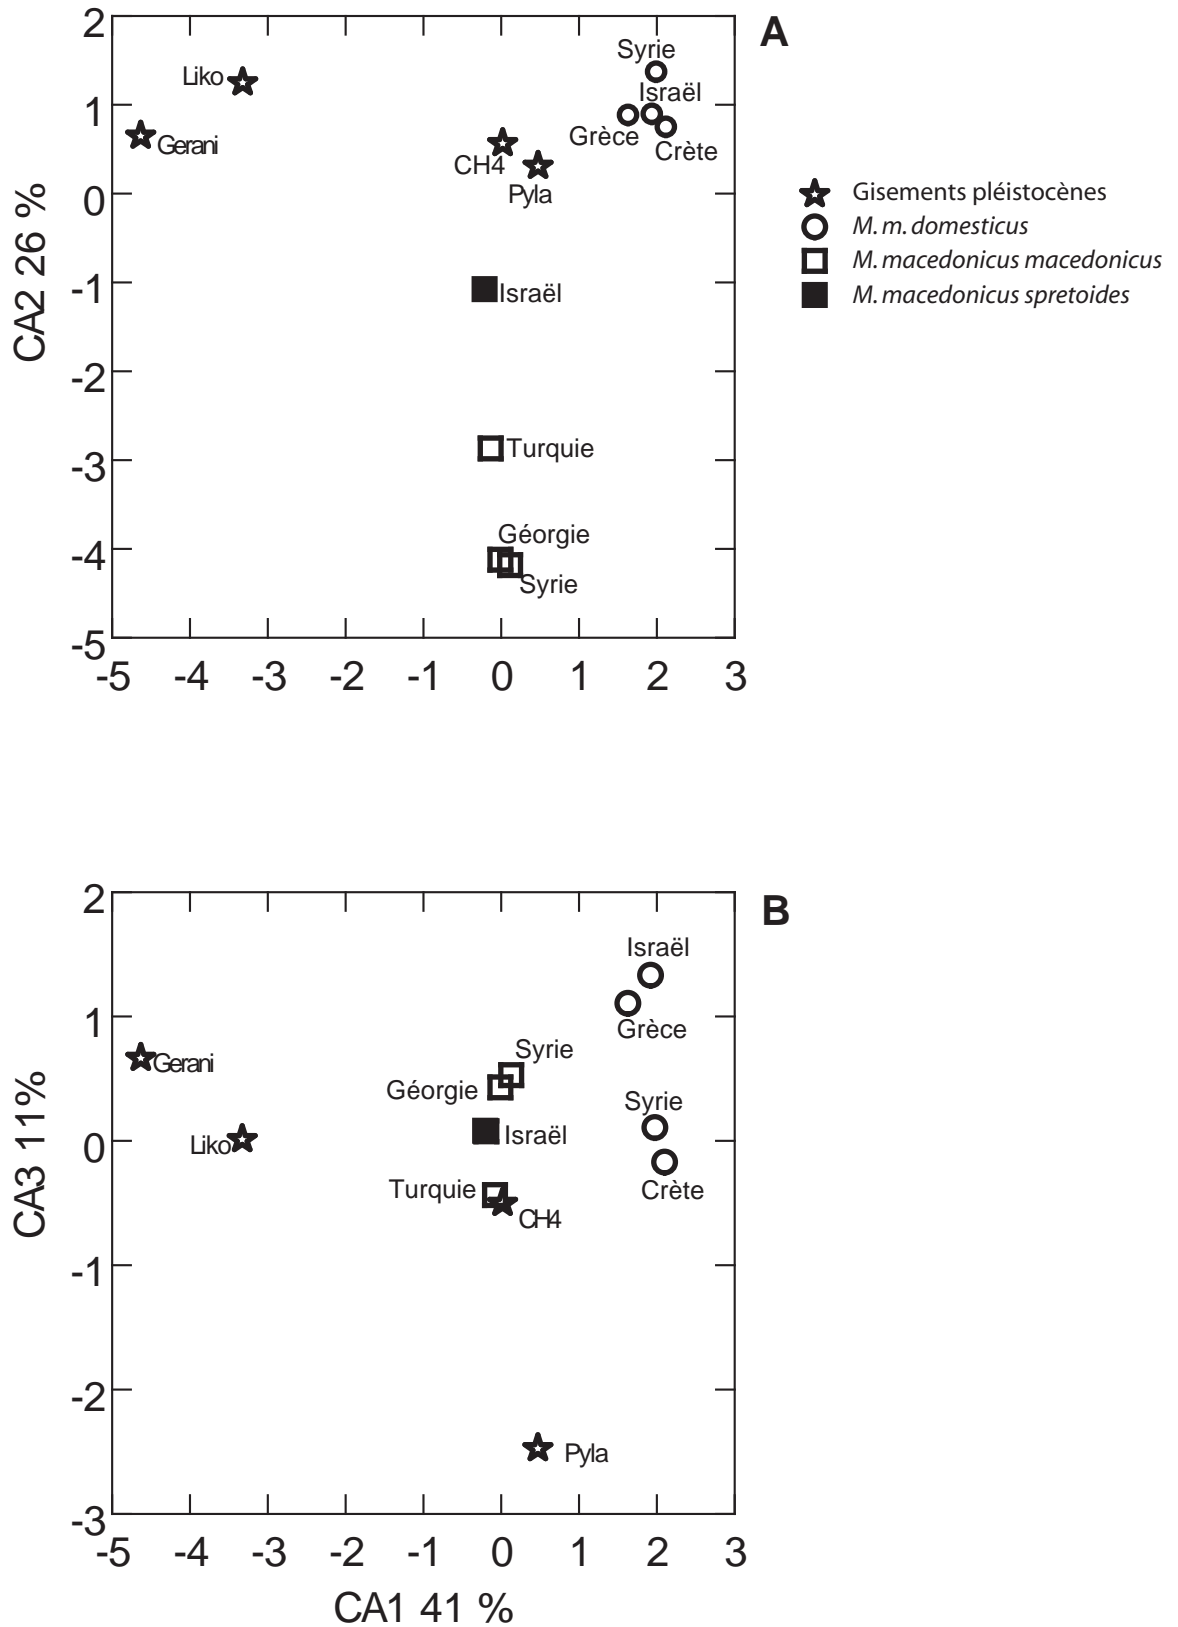 A
2
1
0
-1
-2
-3
-4
-5
CA2 26 %
Syrie
Liko
Israël
Gerani
Grèce
Crète
CH4
Pyla
Israël
Turquie
Géorgie
Syrie
-5 -4 -3 -2 -1 0 1 2 3
Gisements pléistocènes
M. m. domesticus
M. macedonicus macedonicus
M. macedonicus spretoides
B
2
1
0
-1
-2
-3
CA3 11%
Israël
Grèce
Syrie
Gerani
Géorgie
Syrie
Liko
Israël
Turquie
Crète
CH4
Pyla
-5 -4 -3 -2 -1 0 1 2 3
CA1 41 %